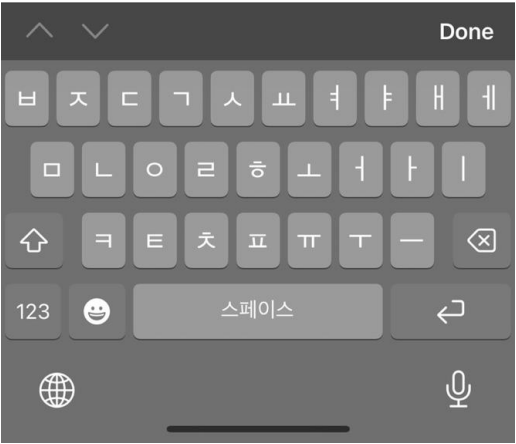 Done
ㅂ ㅈ ㄷ ㄱ ㅅ ㅛ ㅕ ㅑ ㅐ ㅔ
ㅁ ㄴ ㅇ ㄹ ㅎ ㅗ ㅓ ㅏ ㅣ
ㅋ ㅌ ㅊ ㅍ ㅠ ㅜ ㅡ
123 스페이스